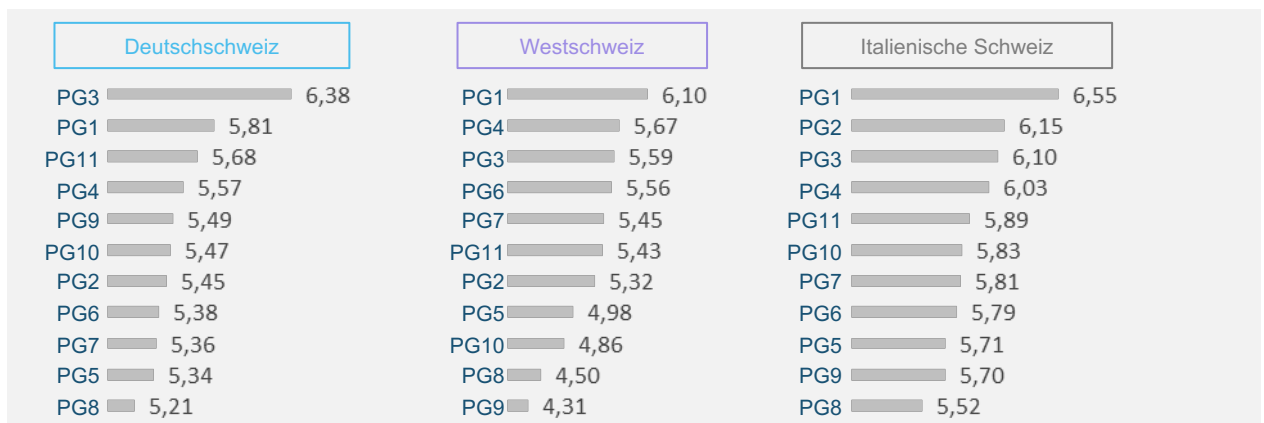 Deutschschweiz
PG3 6,38
PG1 5,81
PG11 5,68
PG4 5,57
PG9 5,49
PG10 5,47
PG2 5,45
PG6 5,38
PG7 5,36
PG5 5,34
PG8 5,21
Westschweiz
PG1 6,10
PG4 5,67
PG3 5,59
PG6 5,56
PG7 5,45
PG11 5,43
PG2 5,32
PG5 4,98
PG10 4,86
PG8 4,50
PG9 4,31
Italienische Schweiz
PG1 6,55
PG2 6,15
PG3 6,10
PG4 6,03
PG11 5,89
PG10 5,83
PG7 5,81
PG6 5,79
PG5 5,71
PG9 5,70
PG8 5,52